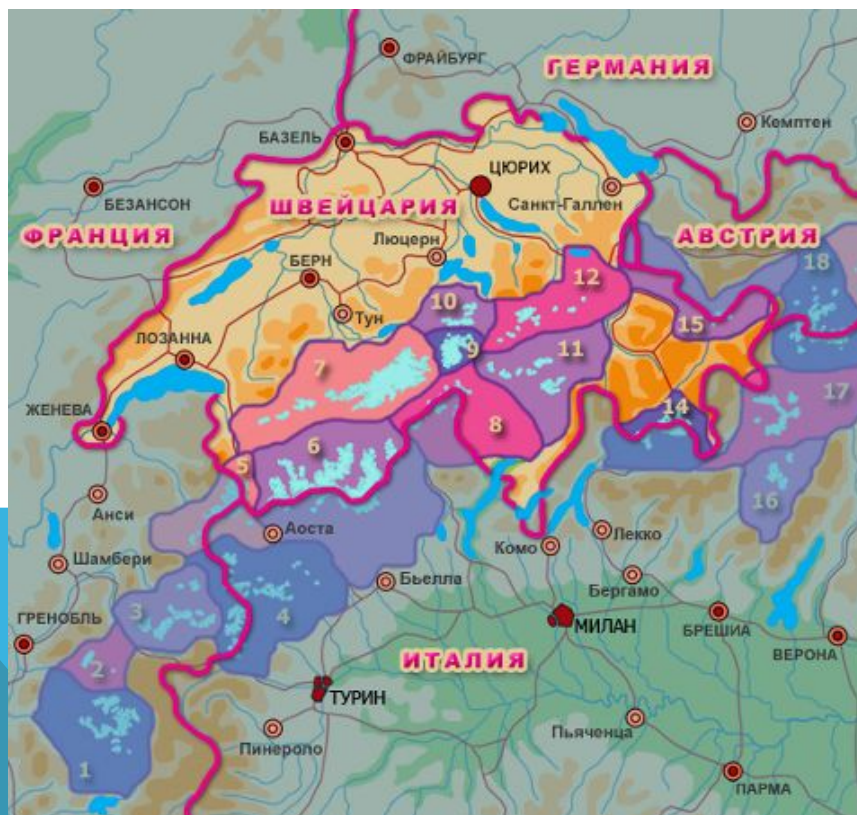 ФРАЙБУРГ
ГЕРМАНИЯ
Кемптен
БАЗЕЛЬ
ЦЮРИХ
БЕЗАНСОН
Санкт-Галлен
ШВЕЙЦАРИЯ
ФРАНЦИЯ
АВСТРИЯ
Люцерн
БЕРН
18
12
10
Тун
15
9
11
ЛОЗАННА
7
17
ЖЕНЕВА
14
8
6
5
Анси
16
Аоста
Лекко
Комо
Шамбери
Бьелла
Бергамо
3
4
БРЕШИА
ГРЕНОБЛЬ
МИЛАН
ВЕРОНА
2
ИТАЛИЯ
ТУРИН
Пинероло
Пьяченца
1
ПАРМА